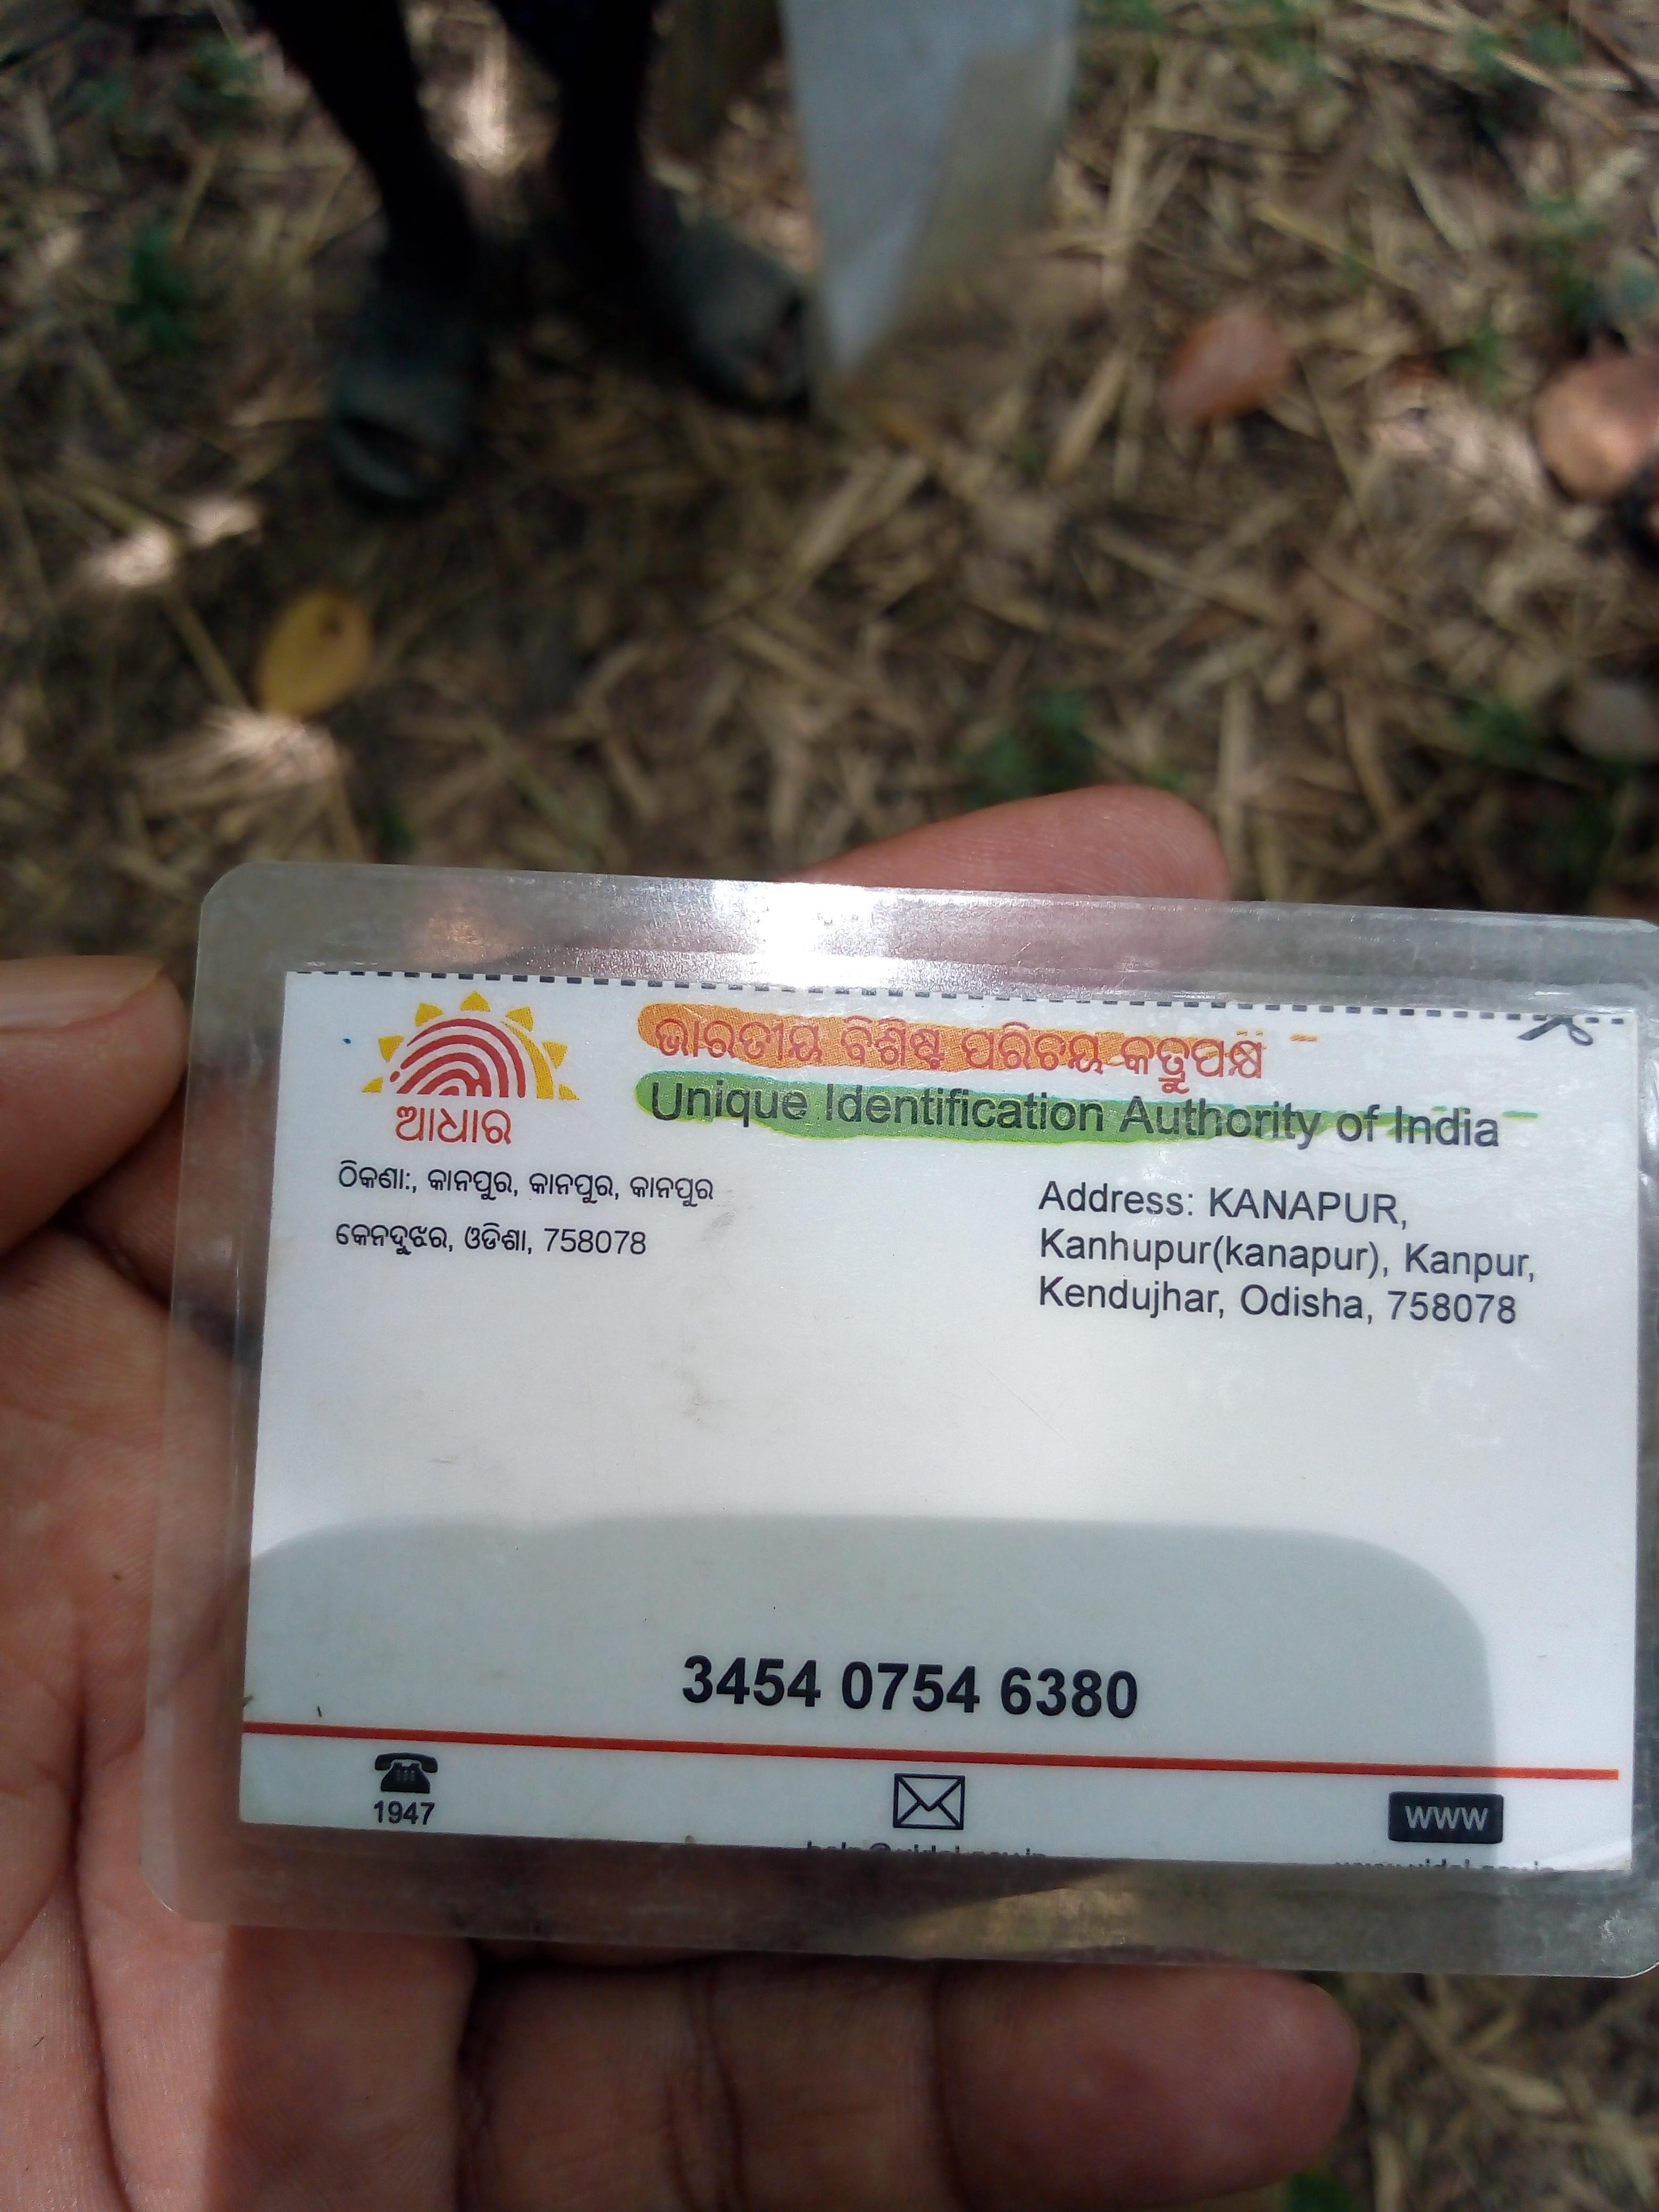 ଭାରତୀୟ ବିଶିଷ୍ଟ ପରିଚୟ କର୍ତ୍ତୃପକ୍ଷ
Unique Identification Authority of India
ଆଧାର
ଠିକଣା:, କାନପୁର, କାନପୁର, କାନପୁର
କେନଦୁଝର, ଓଡିଶା, 758078
Address: KANAPUR,
Kanhupur(kanapur), Kanpur,
Kendujhar, Odisha, 758078
3454 0754 6380
1947
www